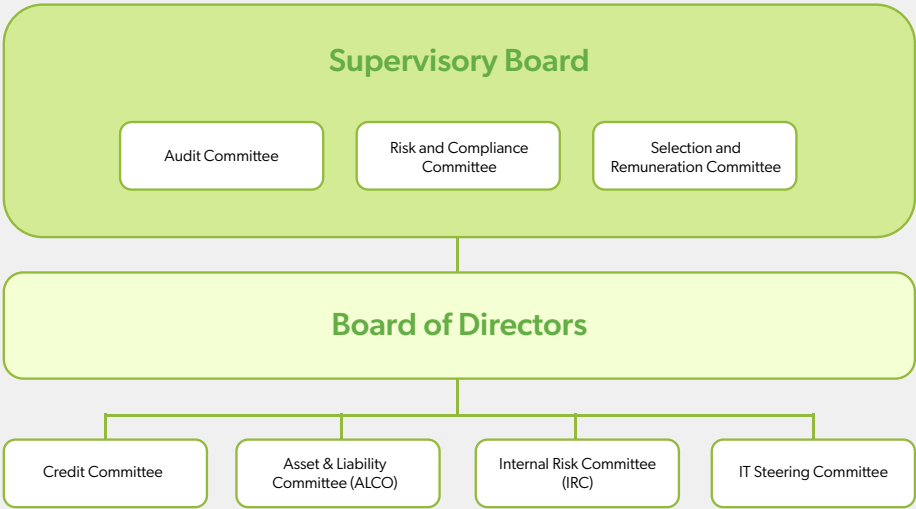 Supervisory Board
Audit Committee
Risk and Compliance
Committee
Selection and
Remuneration Committee
Board of Directors
Credit Committee
Asset & Liability
Committee (ALCO)
Internal Risk Committee
(IRC)
IT Steering Committee